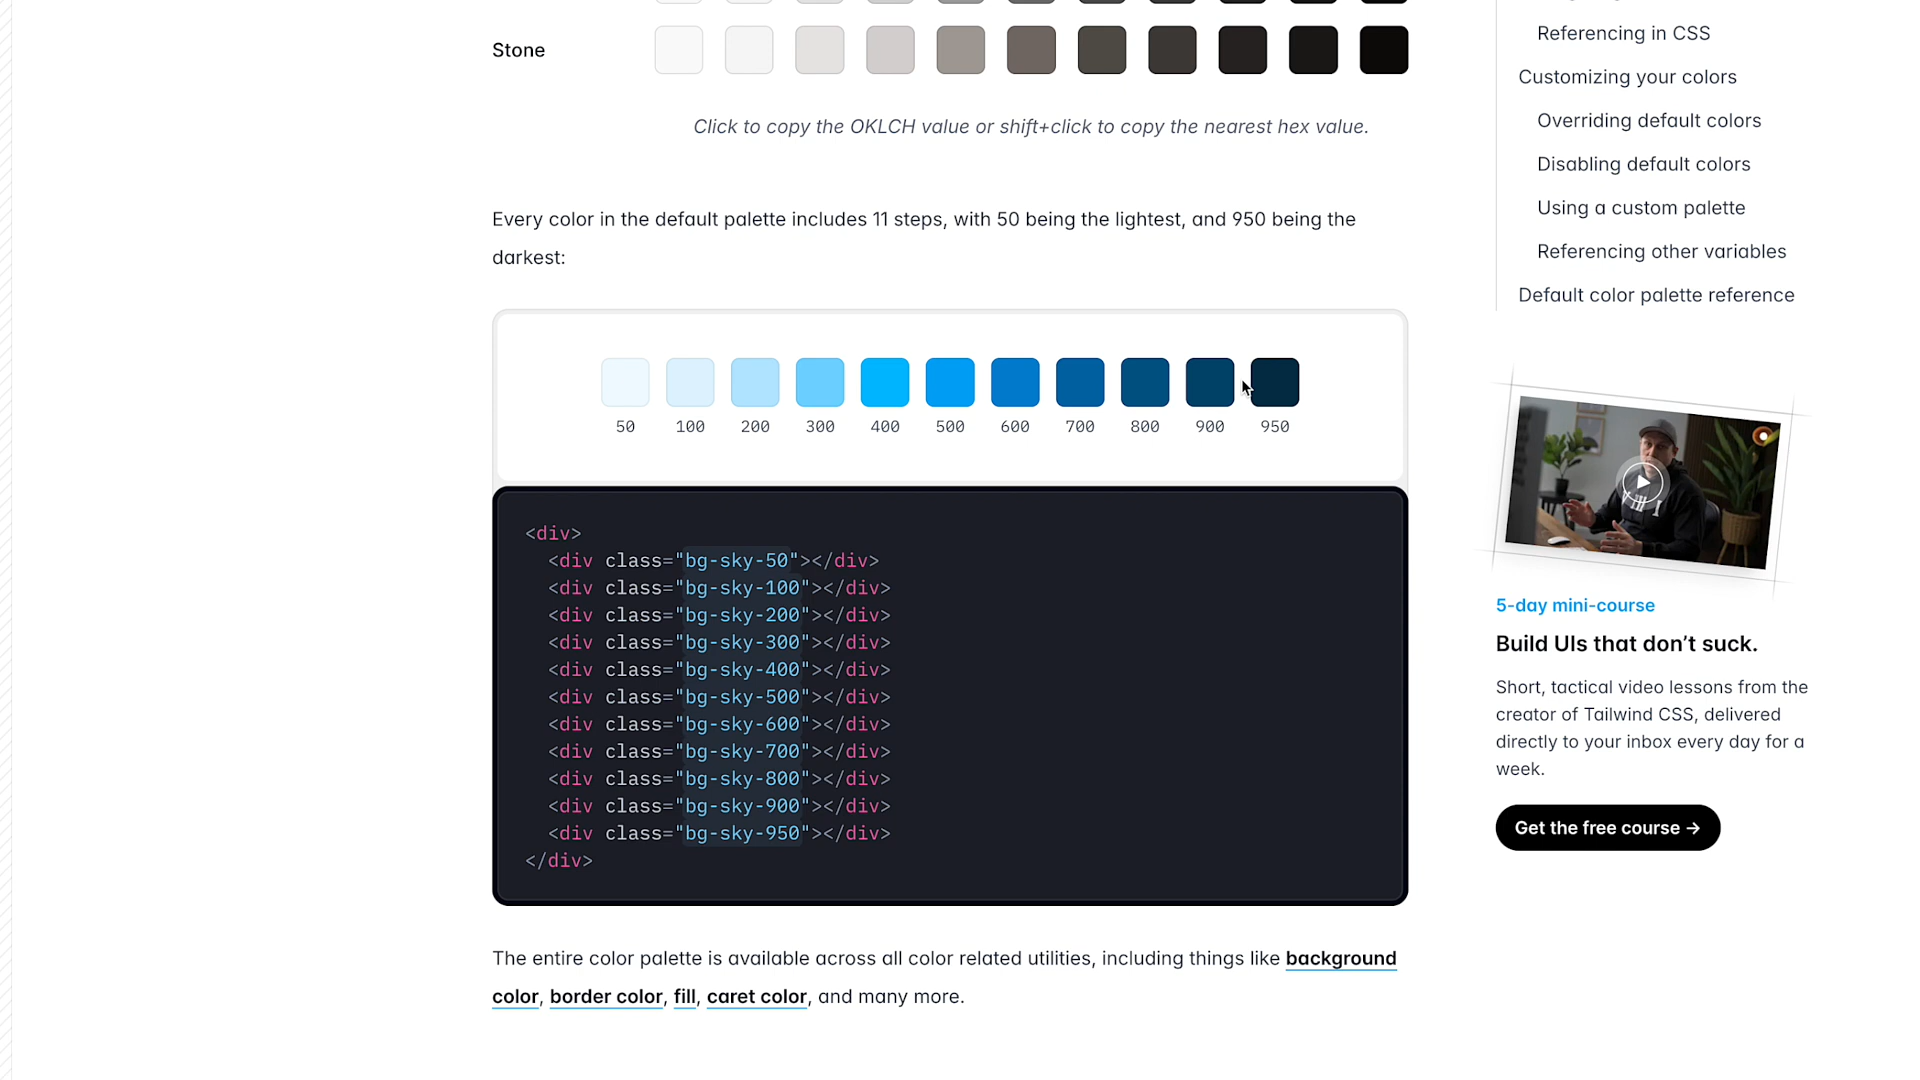 Stone
Click to copy the OKLCH value or shift+click to copy the nearest hex value.
Every color in the default palette includes 11 steps, with 50 being the lightest, and 950 being the
darkest:
50 100 200 300 400 500 600 700 800 900 950
<div>
<div class="bg-sky-50"></div>
<div class="bg-sky-100"></div>
<div class="bg-sky-200"></div>
<div class="bg-sky-300"></div>
<div class="bg-sky-400"></div>
<div class="bg-sky-500"></div>
<div class="bg-sky-600"></div>
<div class="bg-sky-700"></div>
<div class="bg-sky-800"></div>
<div class="bg-sky-900"></div>
<div class="bg-sky-950"></div>
</div>
The entire color palette is available across all color related utilities, including things like background
color, border color, fill, caret color, and many more.
Referencing in CSS
Customizing your colors
Overriding default colors
Disabling default colors
Using a custom palette
Referencing other variables
Default color palette reference
5-day mini-course
Build UIs that don’t suck.
Short, tactical video lessons from the
creator of Tailwind CSS, delivered
directly to your inbox every day for a
week.
Get the free course →